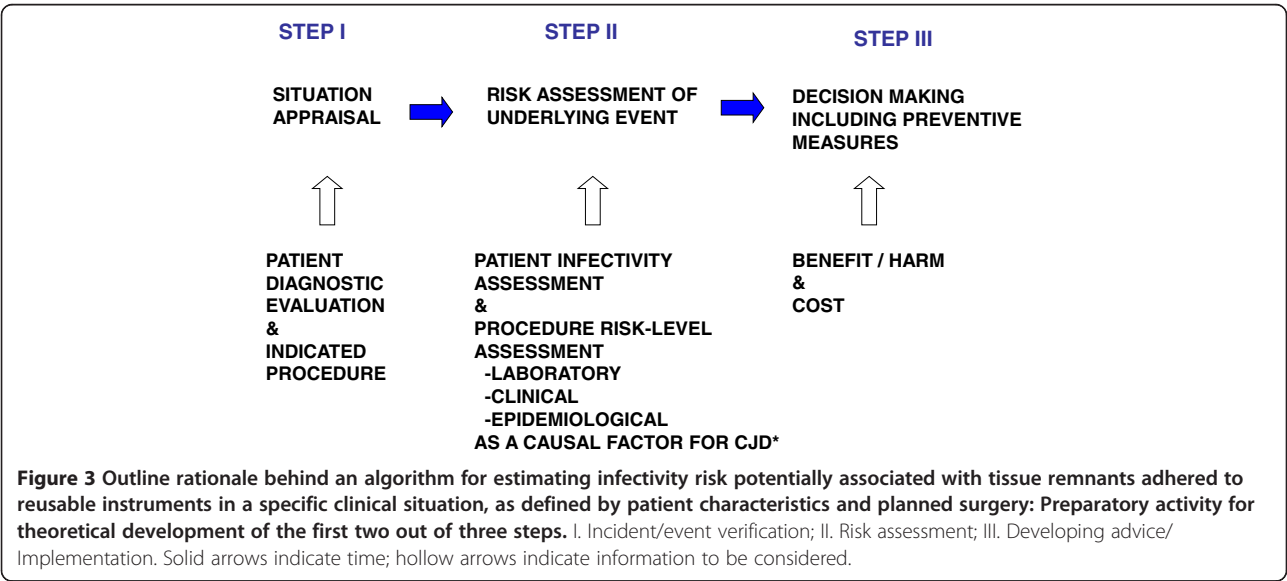 STEP I
STEP II
STEP III
SITUATION
APPRAISAL
RISK ASSESSMENT OF
UNDERLYING EVENT
DECISION MAKING
INCLUDING PREVENTIVE
MEASURES
PATIENT
DIAGNOSTIC
EVALUATION
&
INDICATED
PROCEDURE
PATIENT INFECTIVITY
ASSESSMENT
&
PROCEDURE RISK-LEVEL
ASSESSMENT
-LABORATORY
-CLINICAL
-EPIDEMIOLOGICAL
AS A CAUSAL FACTOR FOR CJD*
BENEFIT / HARM
&
COST
Figure 3 Outline rationale behind an algorithm for estimating infectivity risk potentially associated with tissue remnants adhered to
reusable instruments in a specific clinical situation, as defined by patient characteristics and planned surgery: Preparatory activity for
theoretical development of the first two out of three steps. I. Incident/event verification; II. Risk assessment; III. Developing advice/
Implementation. Solid arrows indicate time; hollow arrows indicate information to be considered.